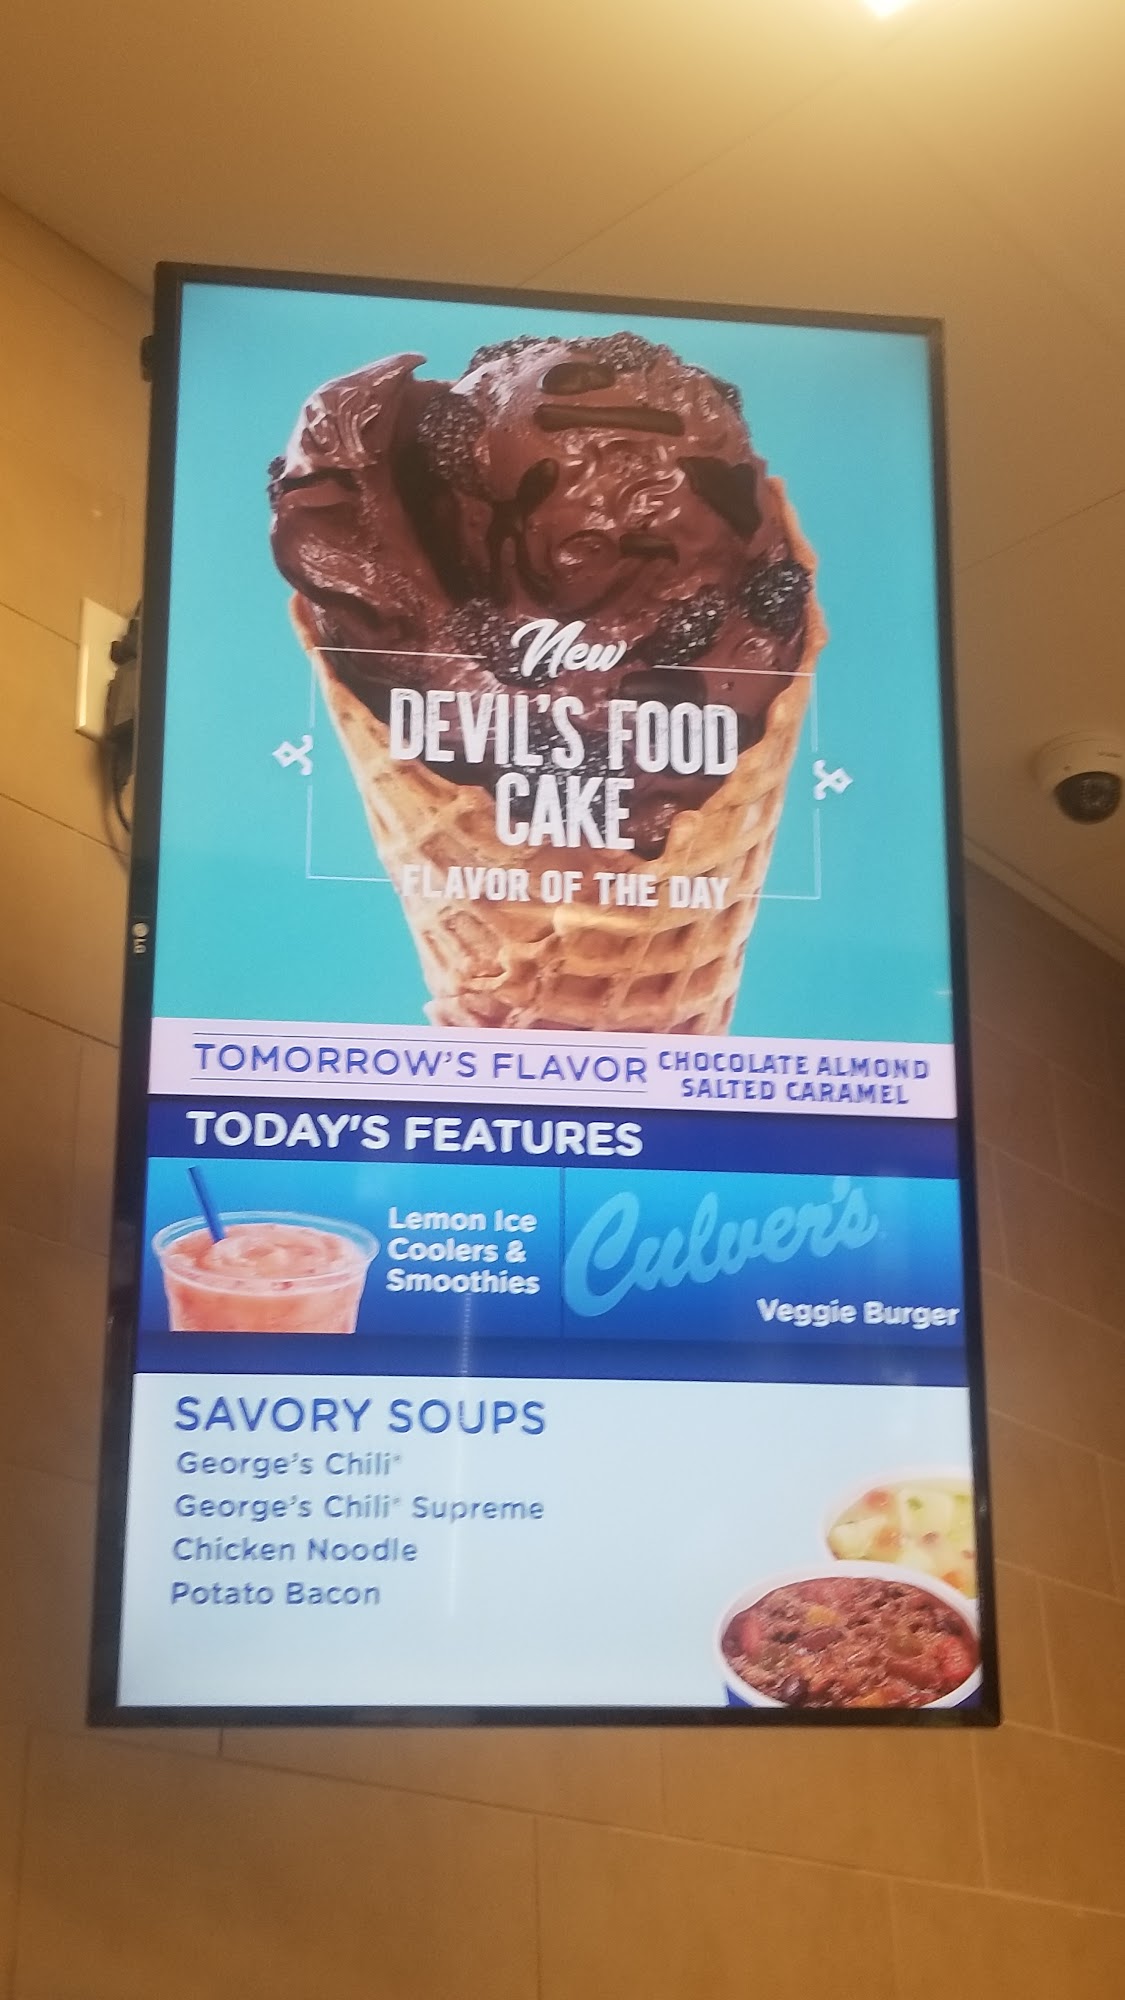 New
DEVIL'S FOOD
CAKE
FLAVOR OF THE DAY
LG
TOMORROW'S FLAVOR
CHOCOLATE ALMOND
SALTED CARAMEL
TODAY'S FEATURES
Lemon Ice
Coolers &
Smoothies
Culver's
Veggie Burger
SAVORY SOUPS
George's Chili®
George's Chili® Supreme
Chicken Noodle
Potato Bacon